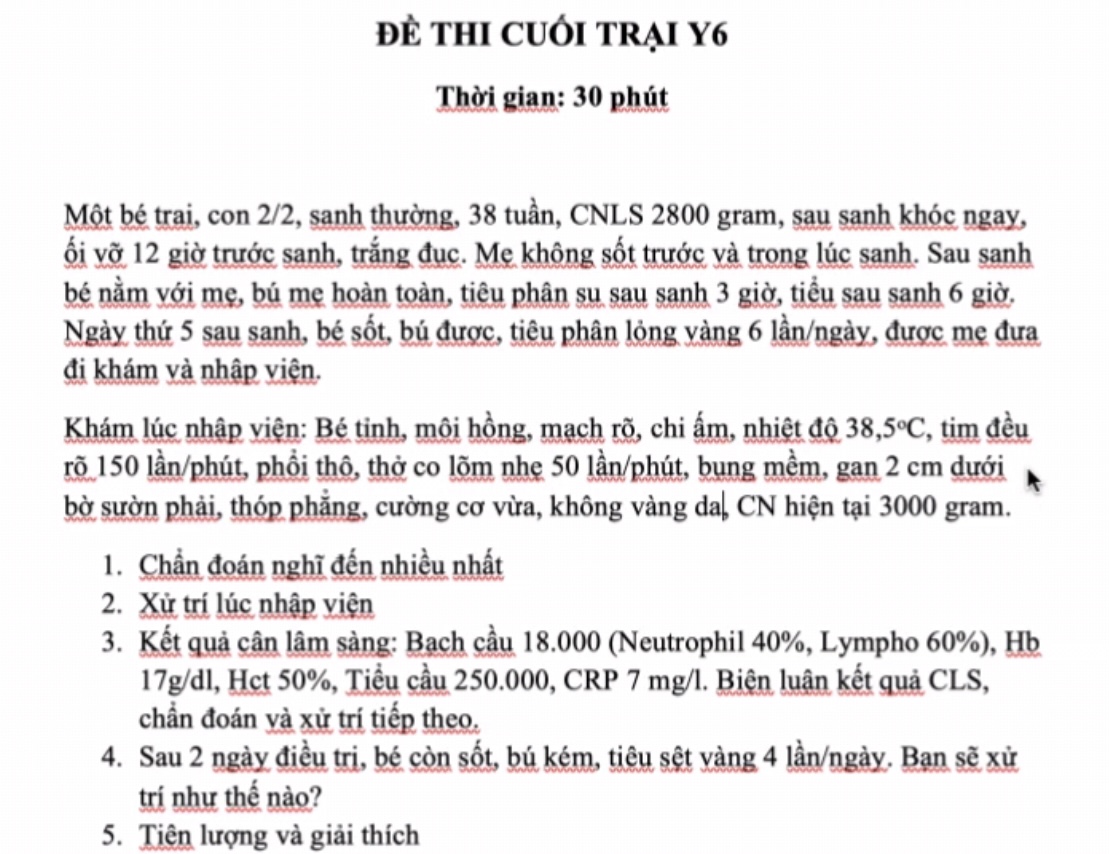 ĐỀ THI CUỐI TRẠI Y6
Thời gian: 30 phút
Một bé trai, con 2/2, sanh thường, 38 tuần, CNLS 2800 gram, sau sanh khóc ngay,
ối vỡ 12 giờ trước sanh, trắng đục. Mẹ không sốt trước và trong lúc sanh. Sau sanh
bé nằm với mẹ, bú mẹ hoàn toàn, tiêu phân su sau sanh 3 giờ, tiểu sau sanh 6 giờ.
Ngày thứ 5 sau sanh, bé sốt, bú được, tiêu phân lỏng vàng 6 lần/ngày, được mẹ đưa
đi khám và nhập viện.
Khám lúc nhập viện: Bé tỉnh, môi hồng, mạch rõ, chi ấm, nhiệt độ 38,5°C, tim đều
rõ 150 lần/phút, phổi thô, thở co lõm nhẹ 50 lần/phút, bụng mềm, gan 2 cm dưới
bờ sườn phải, thóp phẳng, cường cơ vừa, không vàng da, CN hiện tại 3000 gram.
1. Chẩn đoán nghĩ đến nhiều nhất
2. Xử trí lúc nhập viện
3. Kết quả cận lâm sàng: Bạch cầu 18.000 (Neutrophil 40%, Lympho 60%), Hb
17g/dl, Hct 50%, Tiểu cầu 250.000, CRP 7 mg/l. Biện luận kết quả CLS,
chẩn đoán và xử trí tiếp theo.
4. Sau 2 ngày điều trị, bé còn sốt, bú kém, tiêu sệt vàng 4 lần/ngày. Bạn sẽ xử
trí như thế nào?
5. Tiên lượng và giải thích